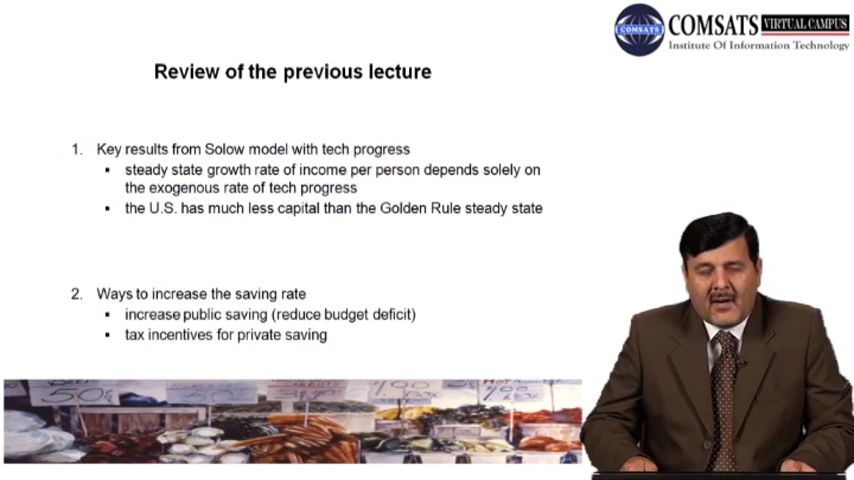 COMSATS
COMSATS VIRTUAL CAMPUS
Institute Of Information Technology
Review of the previous lecture
1. Key results from Solow model with tech progress
▪ steady state growth rate of income per person depends solely on
the exogenous rate of tech progress
▪ the U.S. has much less capital than the Golden Rule steady state
2. Ways to increase the saving rate
▪ increase public saving (reduce budget deficit)
▪ tax incentives for private saving
50¢